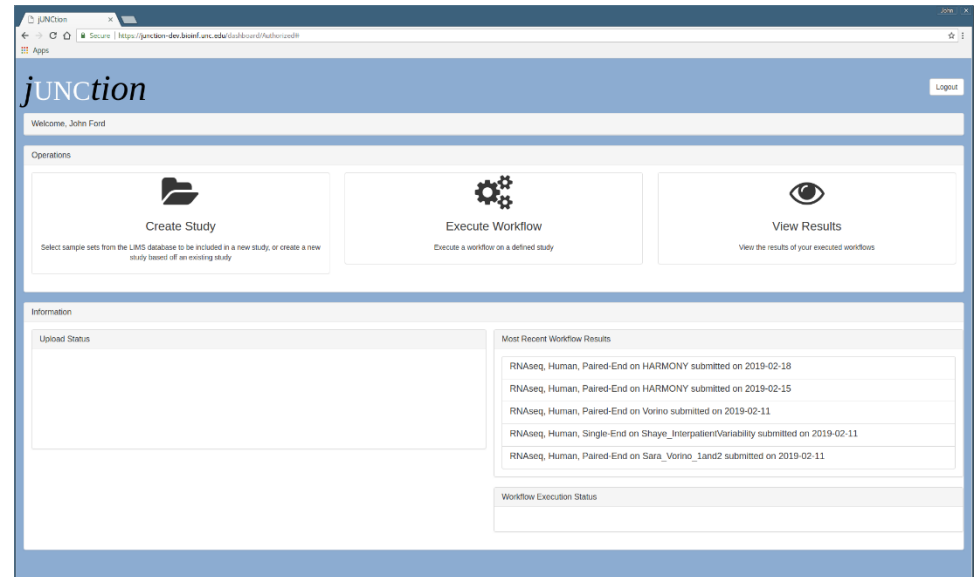 John
jUNCtion
Secure | https://junction-dev.bioinf.unc.edu/dashboard/Authorized#
Apps
jUNCtion
Logout
Welcome, John Ford
Operations
Create Study
Select sample sets from the LIMS database to be included in a new study, or create a new
study based off an existing study
Execute Workflow
Execute a workflow on a defined study
View Results
View the results of your executed workflows
Information
Upload Status
Most Recent Workflow Results
RNAseq, Human, Paired-End on HARMONY submitted on 2019-02-18
RNAseq, Human, Paired-End on HARMONY submitted on 2019-02-15
RNAseq, Human, Paired-End on Vorino submitted on 2019-02-11
RNAseq, Human, Single-End on Shaye_InterpatientVariability submitted on 2019-02-11
RNAseq, Human, Paired-End on Sara_Vorino_1and2 submitted on 2019-02-11
Workflow Execution Status